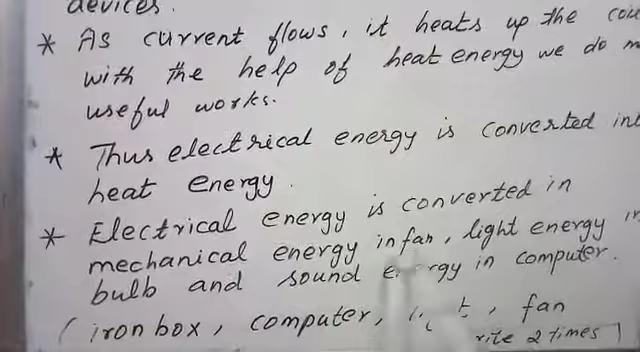 devices.
* As current flows, it heats up the
with the help of heat energy we do
useful works.
* Thus electrical energy is converted
heat energy.
* Electrical energy is converted in
mechanical energy in fan, light energy
bulb and sound energy in computer.
( iron box, computer, , fan
rite 2 times )